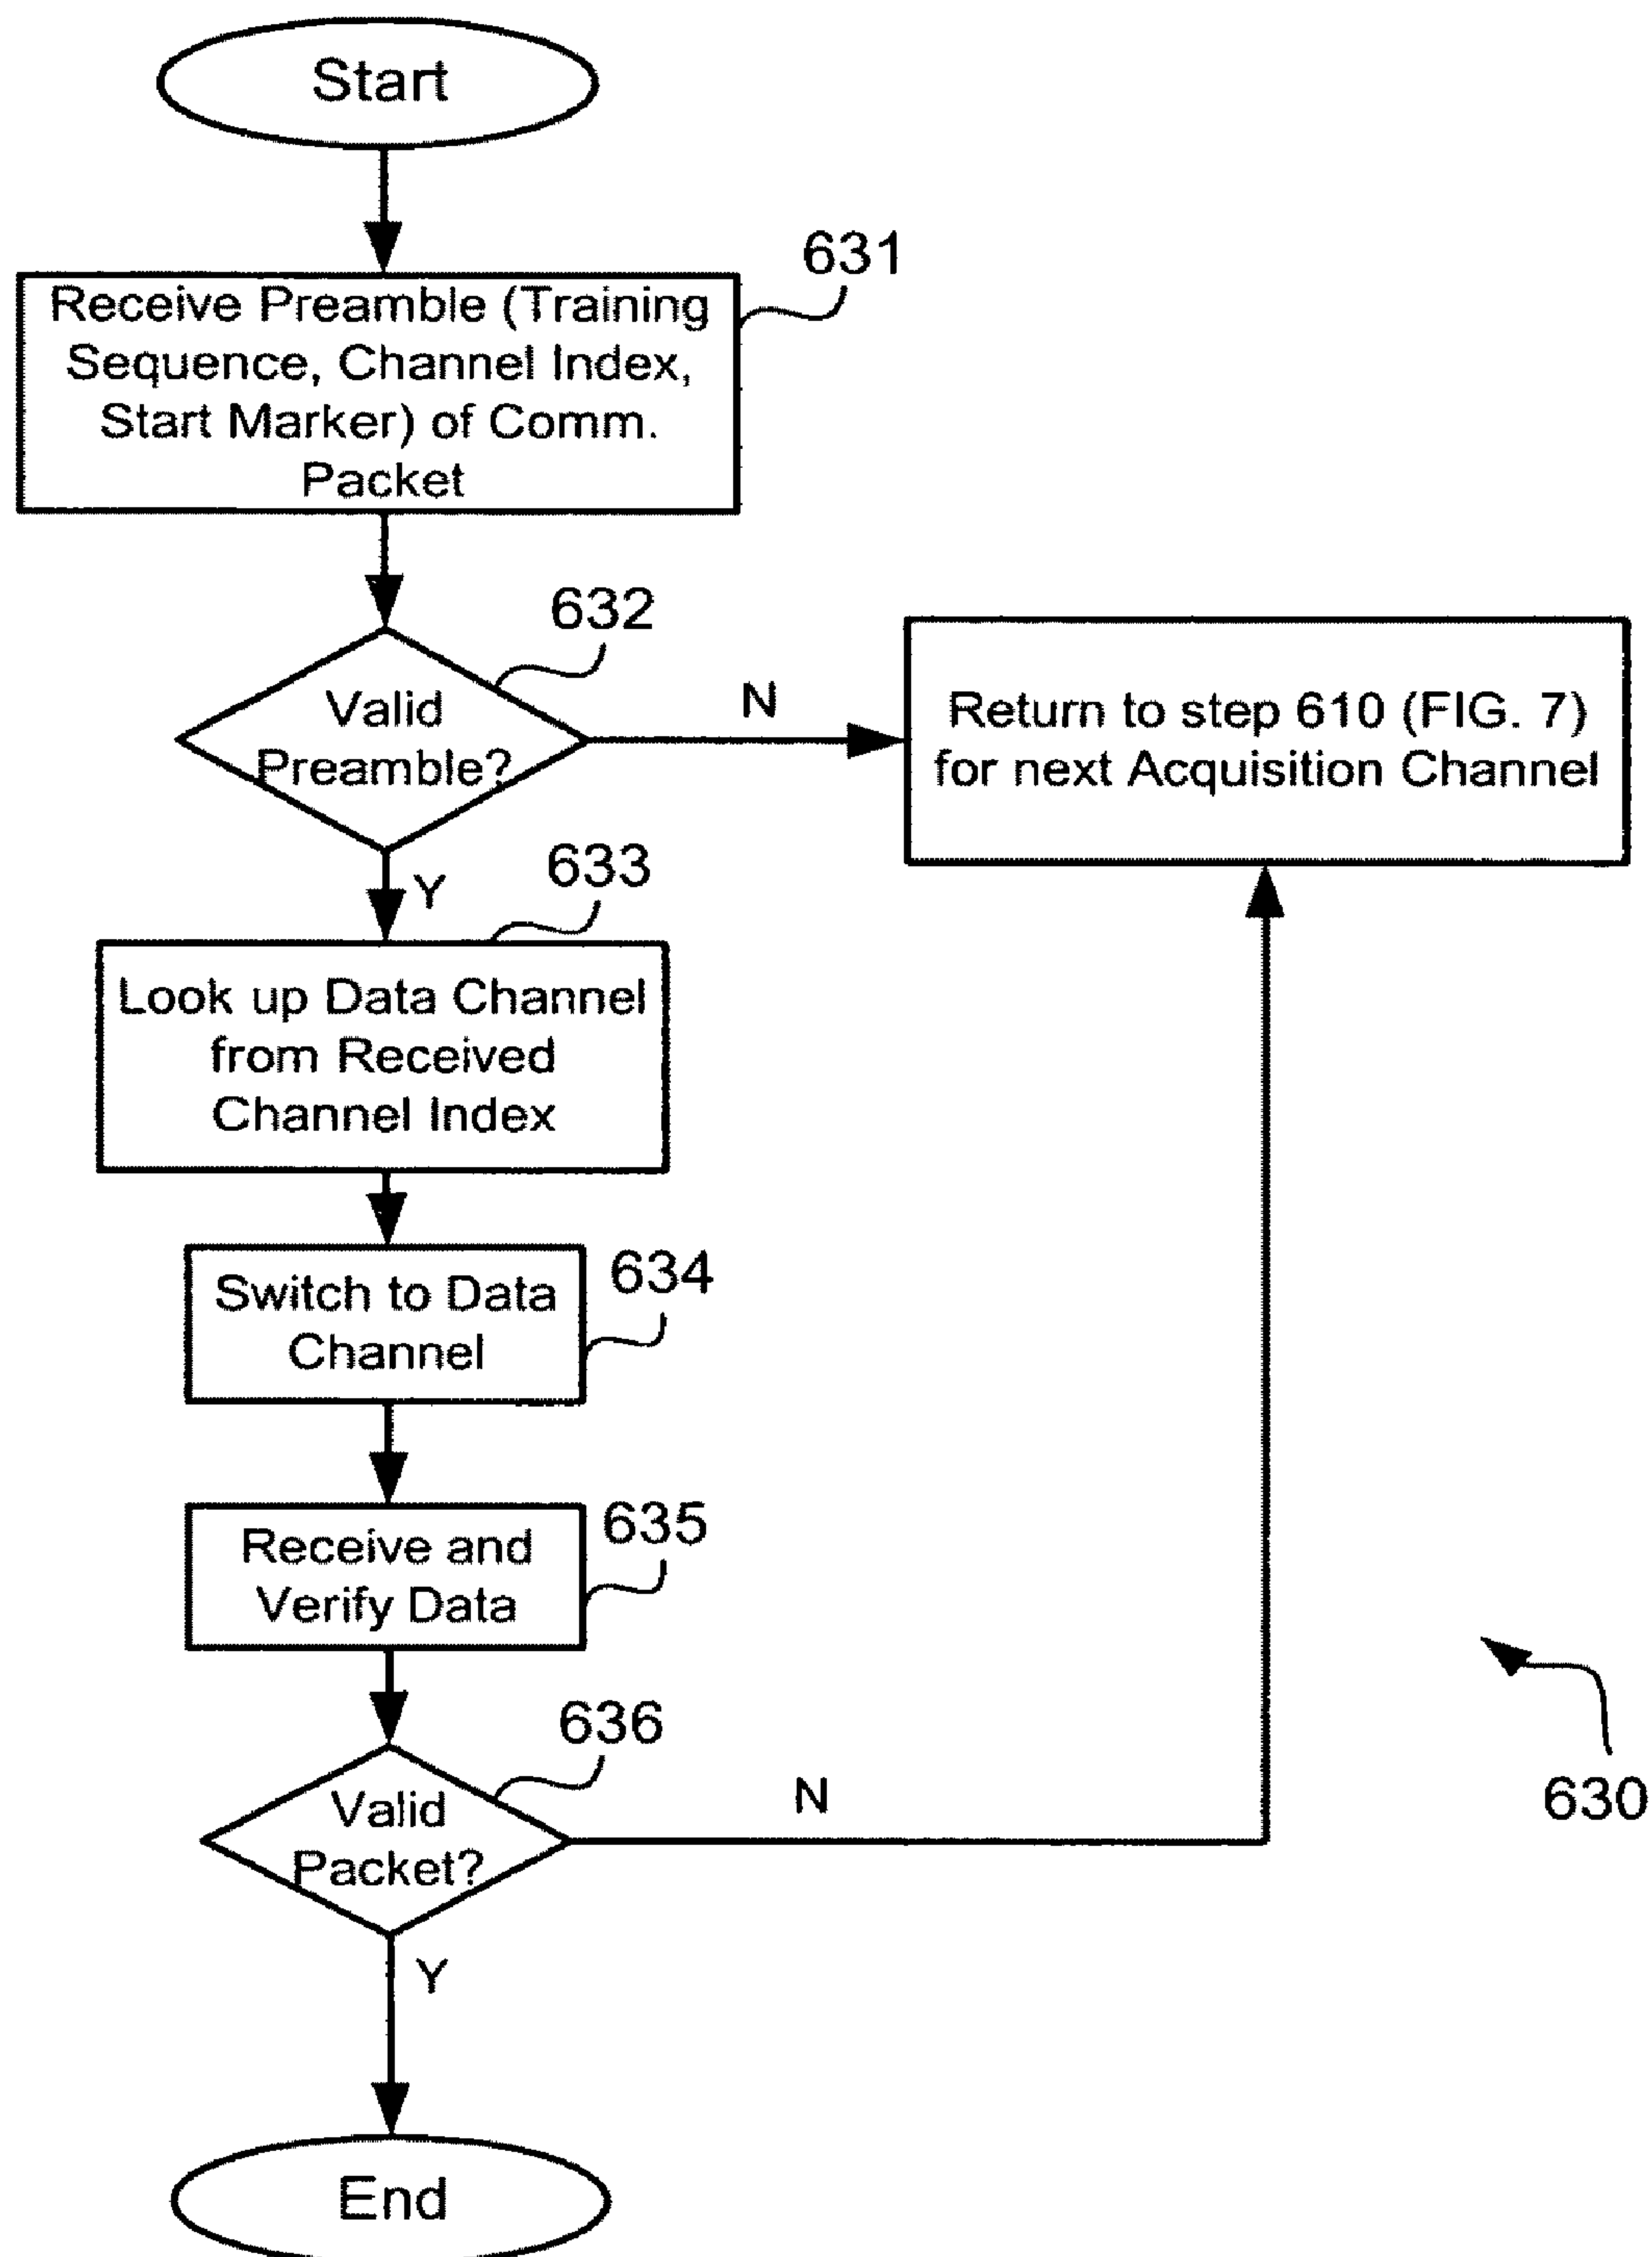 Start
631
Receive Preamble (Training
Sequence, Channel Index,
Start Marker) of Comm.
Packet
632
Valid
Preamble?
N
Return to step 610 (FIG. 7)
for next Acquisition Channel
Y
633
Look up Data Channel
from Received
Channel Index
634
Switch to Data
Channel
635
Receive and
Verify Data
636
Valid
Packet?
N
630
Y
End